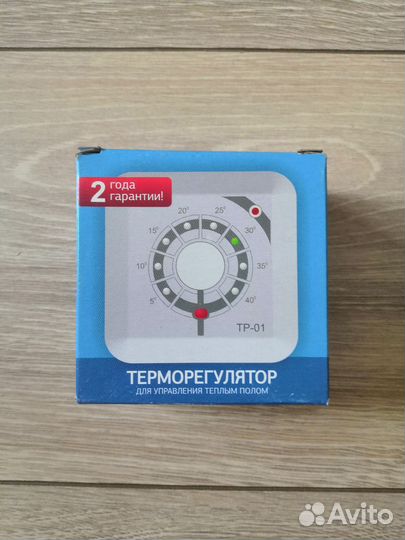 2 года
гарантии!
20° 25°
15° 30°
10° 35°
5° 40°
ТР-01
ТЕРМОРЕГУЛЯТОР
ДЛЯ УПРАВЛЕНИЯ ТЕПЛЫМ ПОЛОМ
Avito